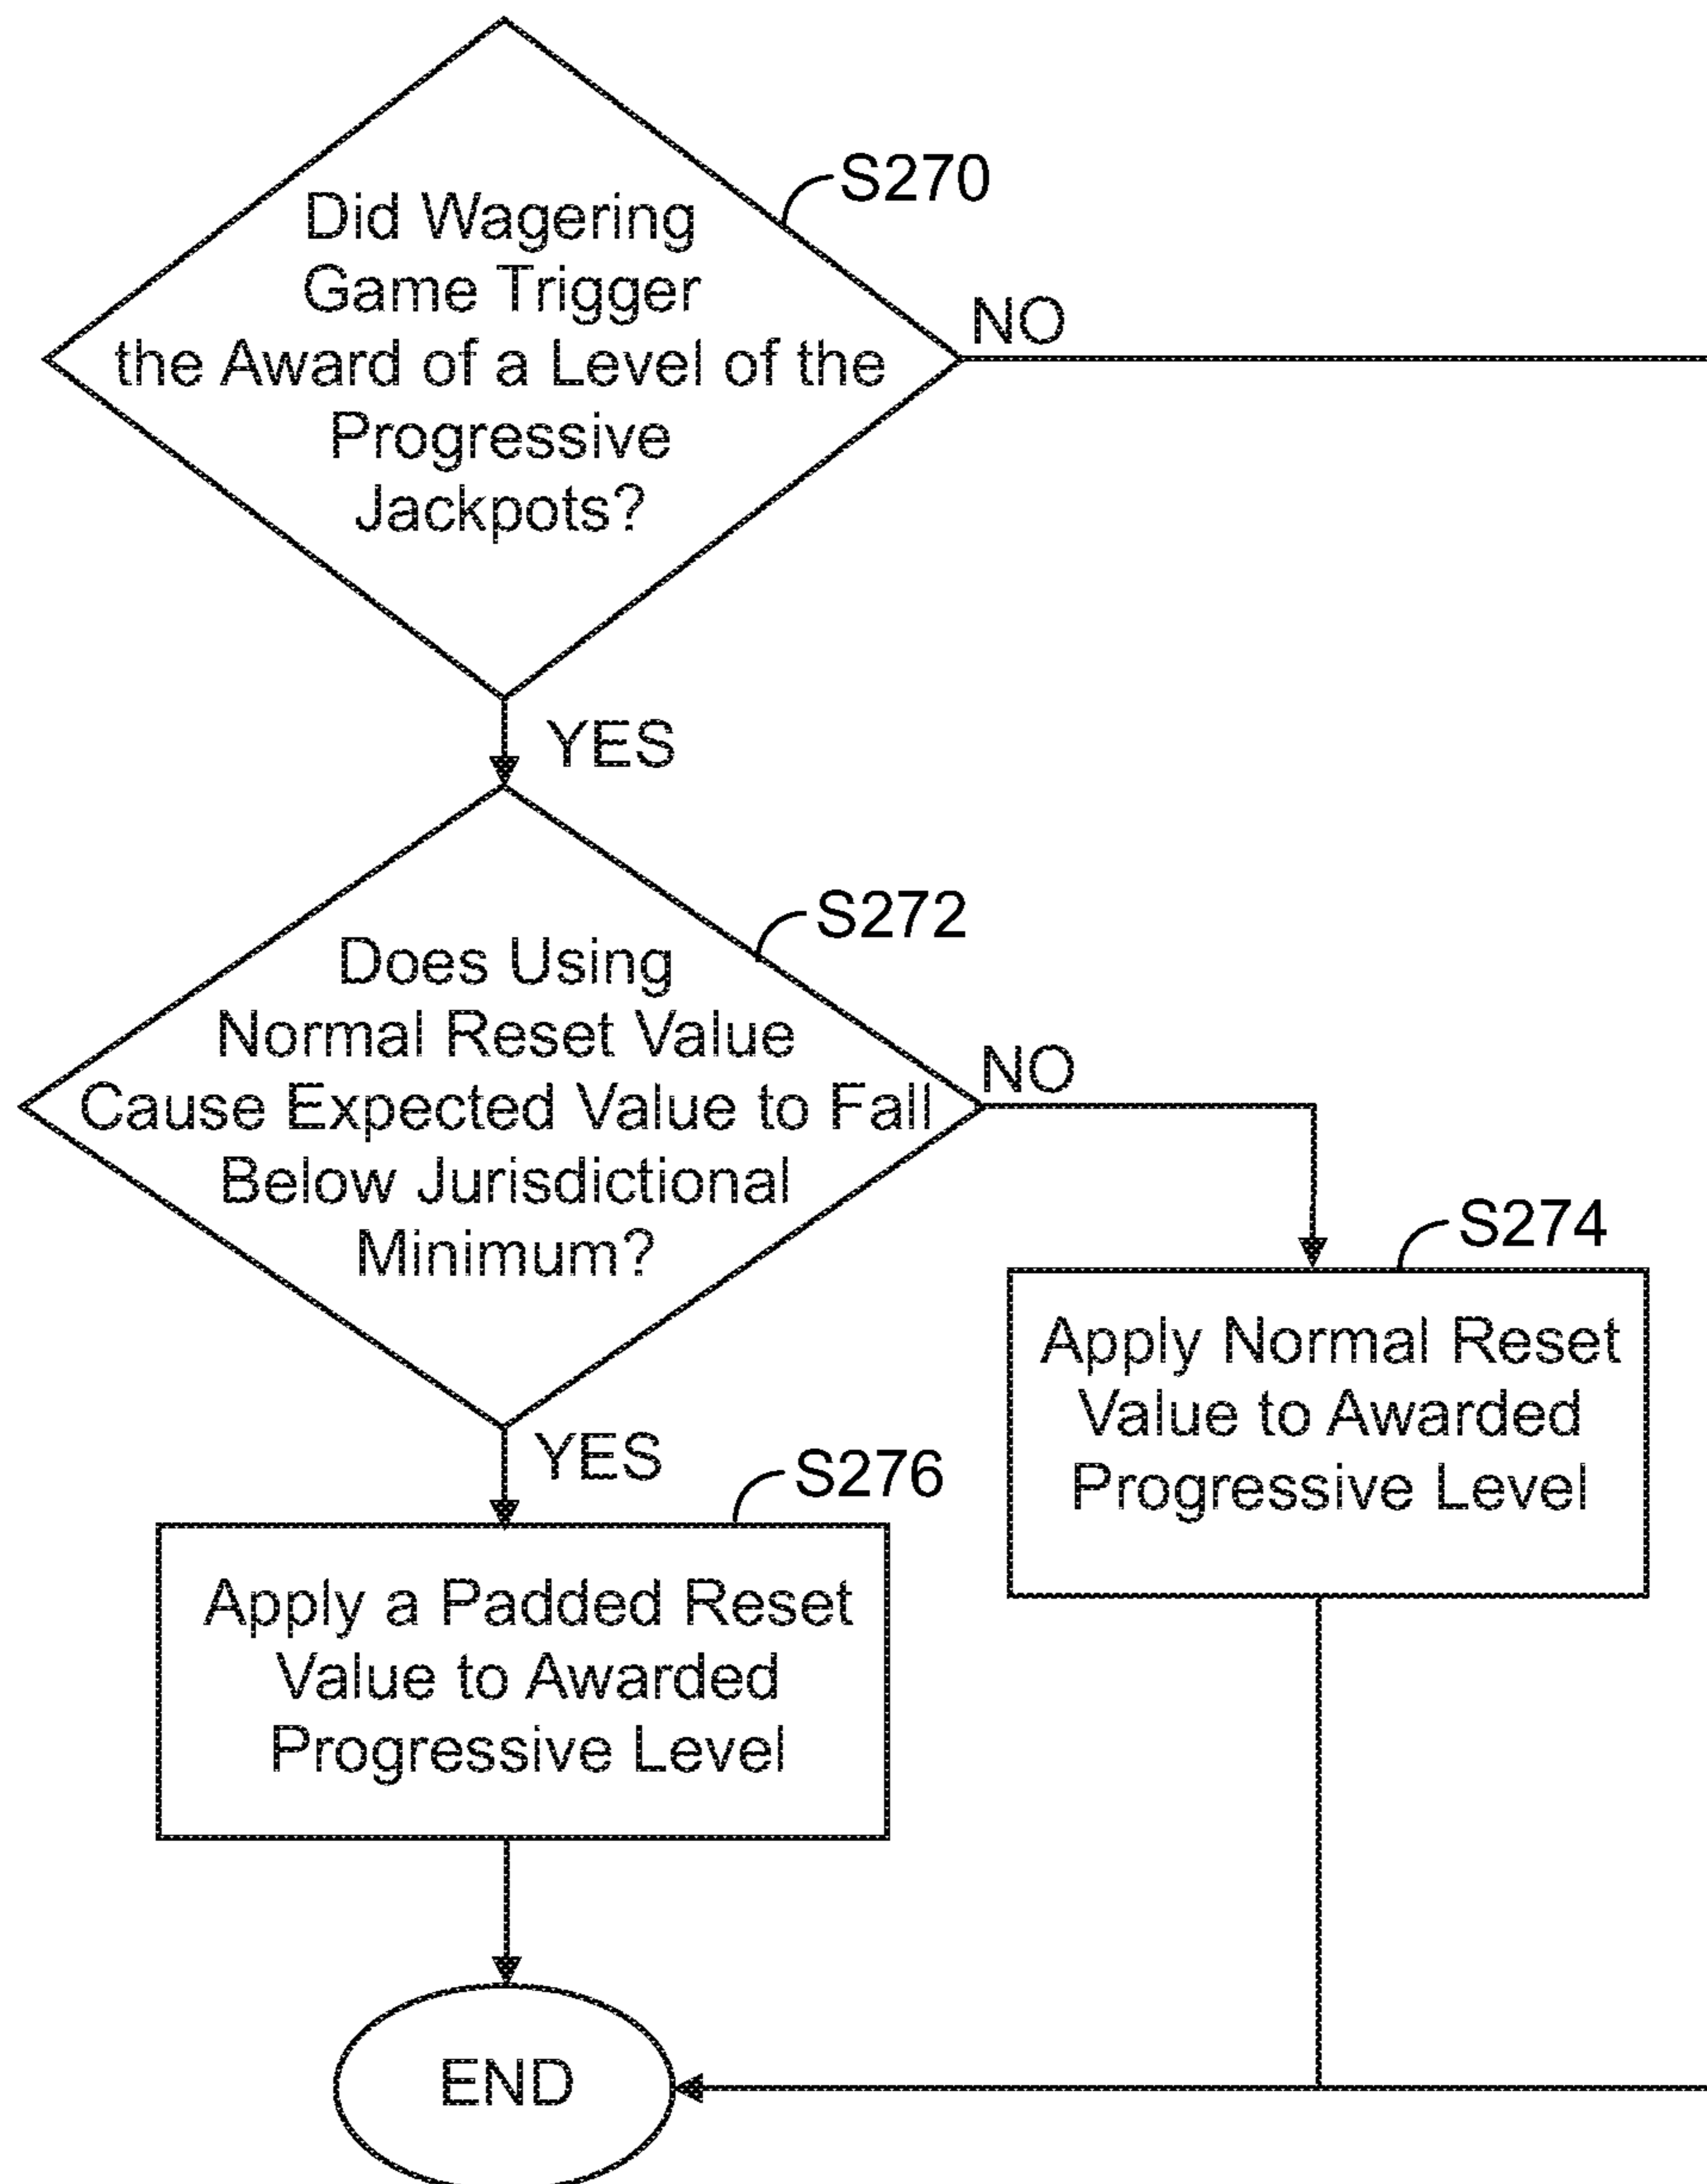 S270
Did Wagering
Game Trigger
the Award of a Level of the
Progressive
Jackpots?
NO
YES
S272
Does Using
Normal Reset Value
Cause Expected Value to Fall
Below Jurisdictional
Minimum?
NO
S274
Apply Normal Reset
Value to Awarded
Progressive Level
YES
S276
Apply a Padded Reset
Value to Awarded
Progressive Level
END